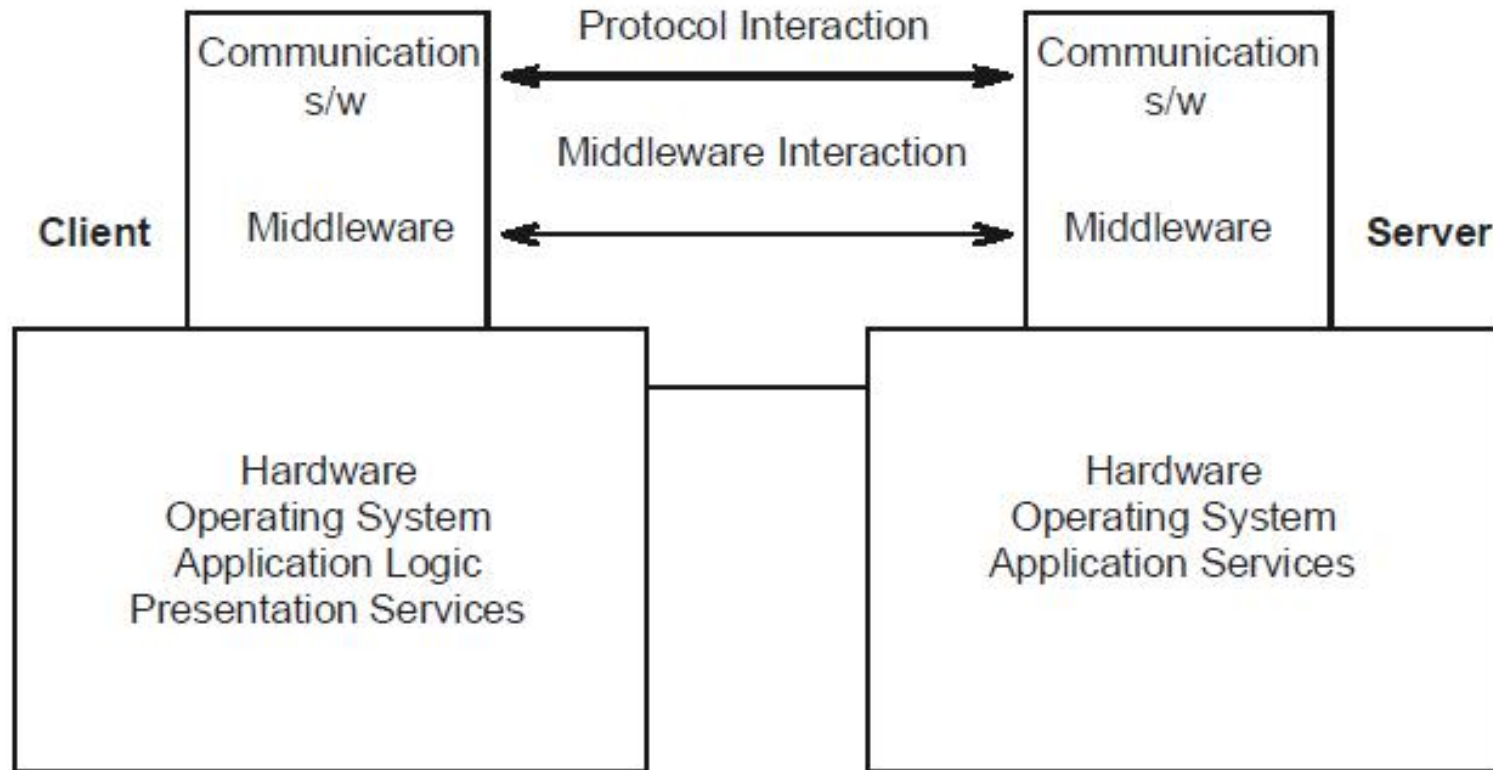 Protocol Interaction
Communication
s/w
Communication
s/w
Middleware Interaction
Client
Middleware
Middleware
Server
Hardware
Operating System
Application Logic
Presentation Services
Hardware
Operating System
Application Services